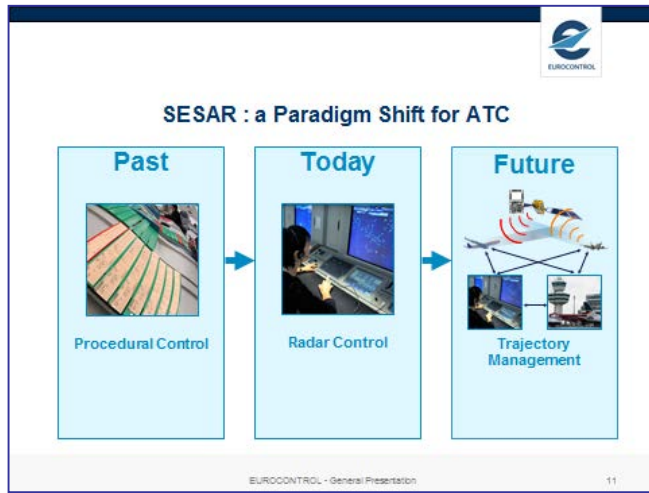 EUROCONTROL
SESAR : a Paradigm Shift for ATC
Past
Procedural Control
Today
Radar Control
Future
Trajectory
Management
EUROCONTROL - General Presentation
11